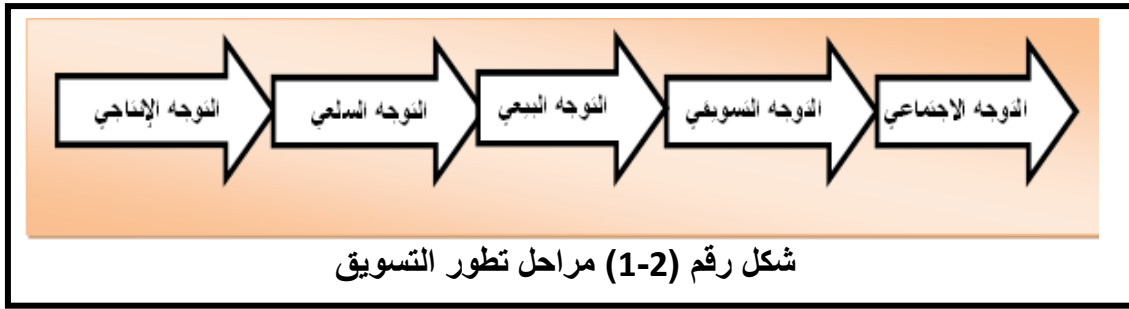 التوجه الإنتاجي
التوجه السلعي
التوجه البيعي
التوجه التسويقي
التوجه الاجتماعي
شكل رقم (2-1) مراحل تطور التسويق